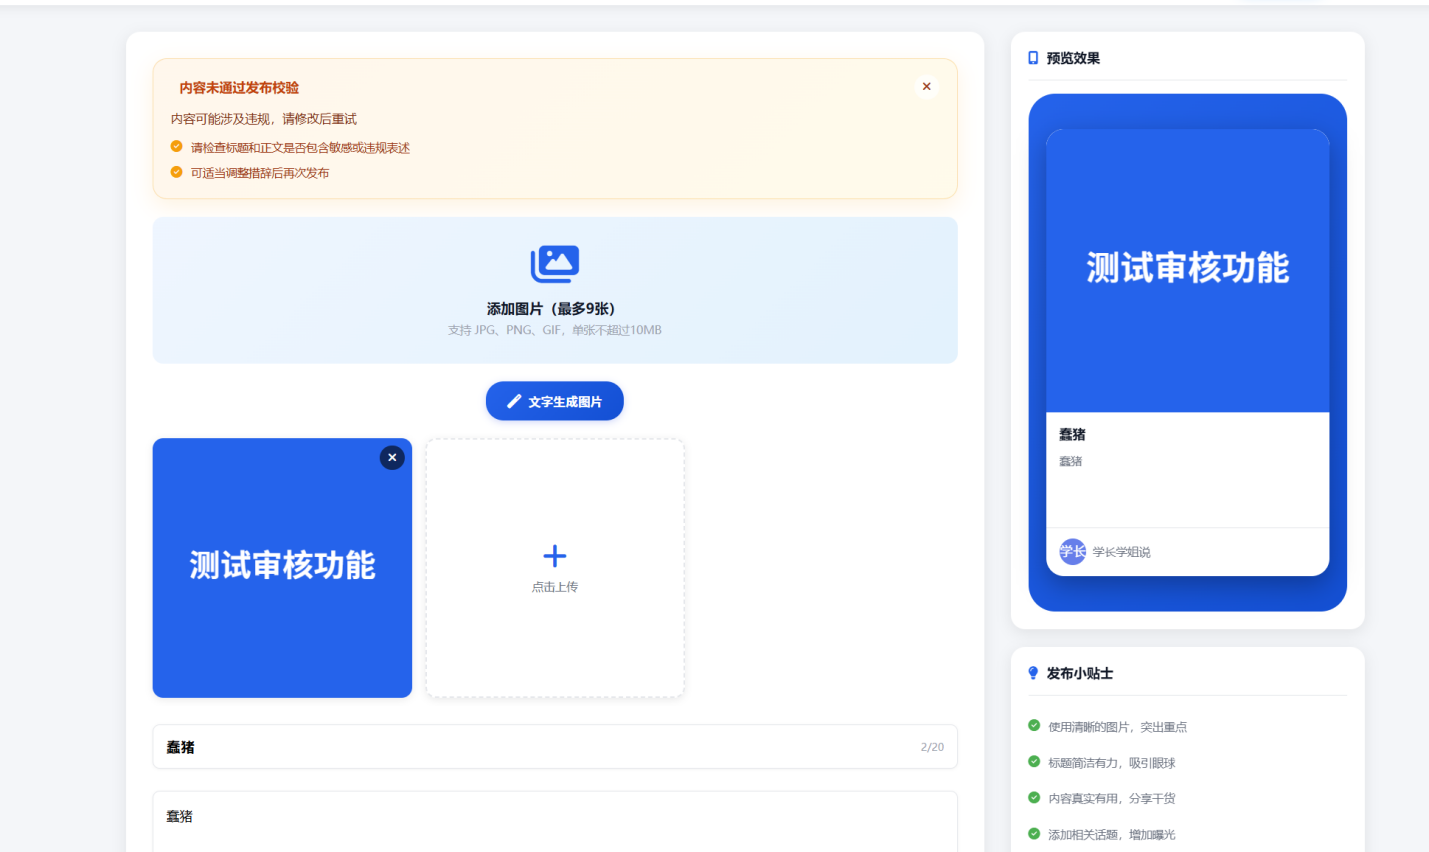 内容未通过发布校验
内容可能涉及违规，请修改后重试
请检查标题和正文是否包含敏感或违规表述
可适当调整措辞后再次发布
添加图片（最多9张）
支持 JPG、PNG、GIF，单张不超过10MB
文字生成图片
测试审核功能
点击上传
蠢猪
2/20
蠢猪
预览效果
测试审核功能
蠢猪
蠢猪
学长
学长学姐说
发布小贴士
使用清晰的图片，突出重点
标题简洁有力，吸引眼球
内容真实有用，分享干货
添加相关话题，增加曝光